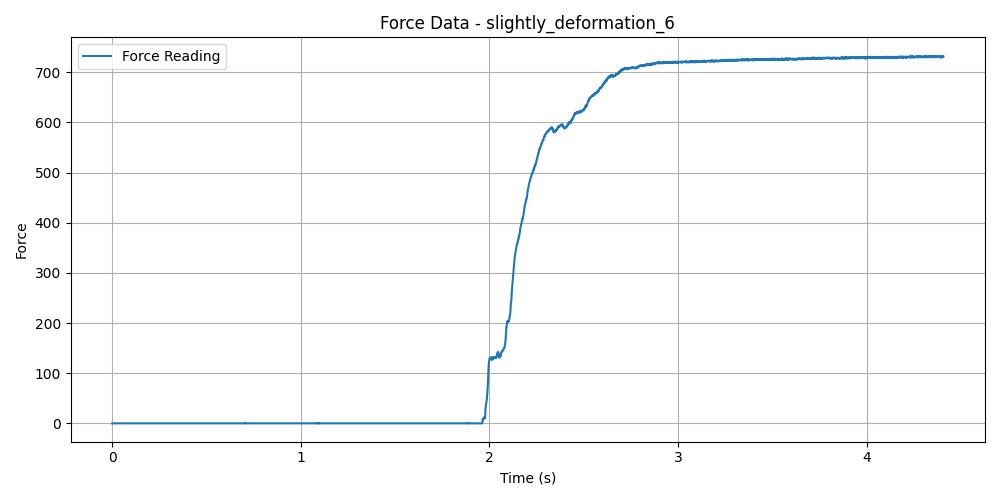 Force Data - slightly_deformation_6
Force Reading
700
600
500
400
300
200
100
0
Force
0 1 2 3 4
Time (s)